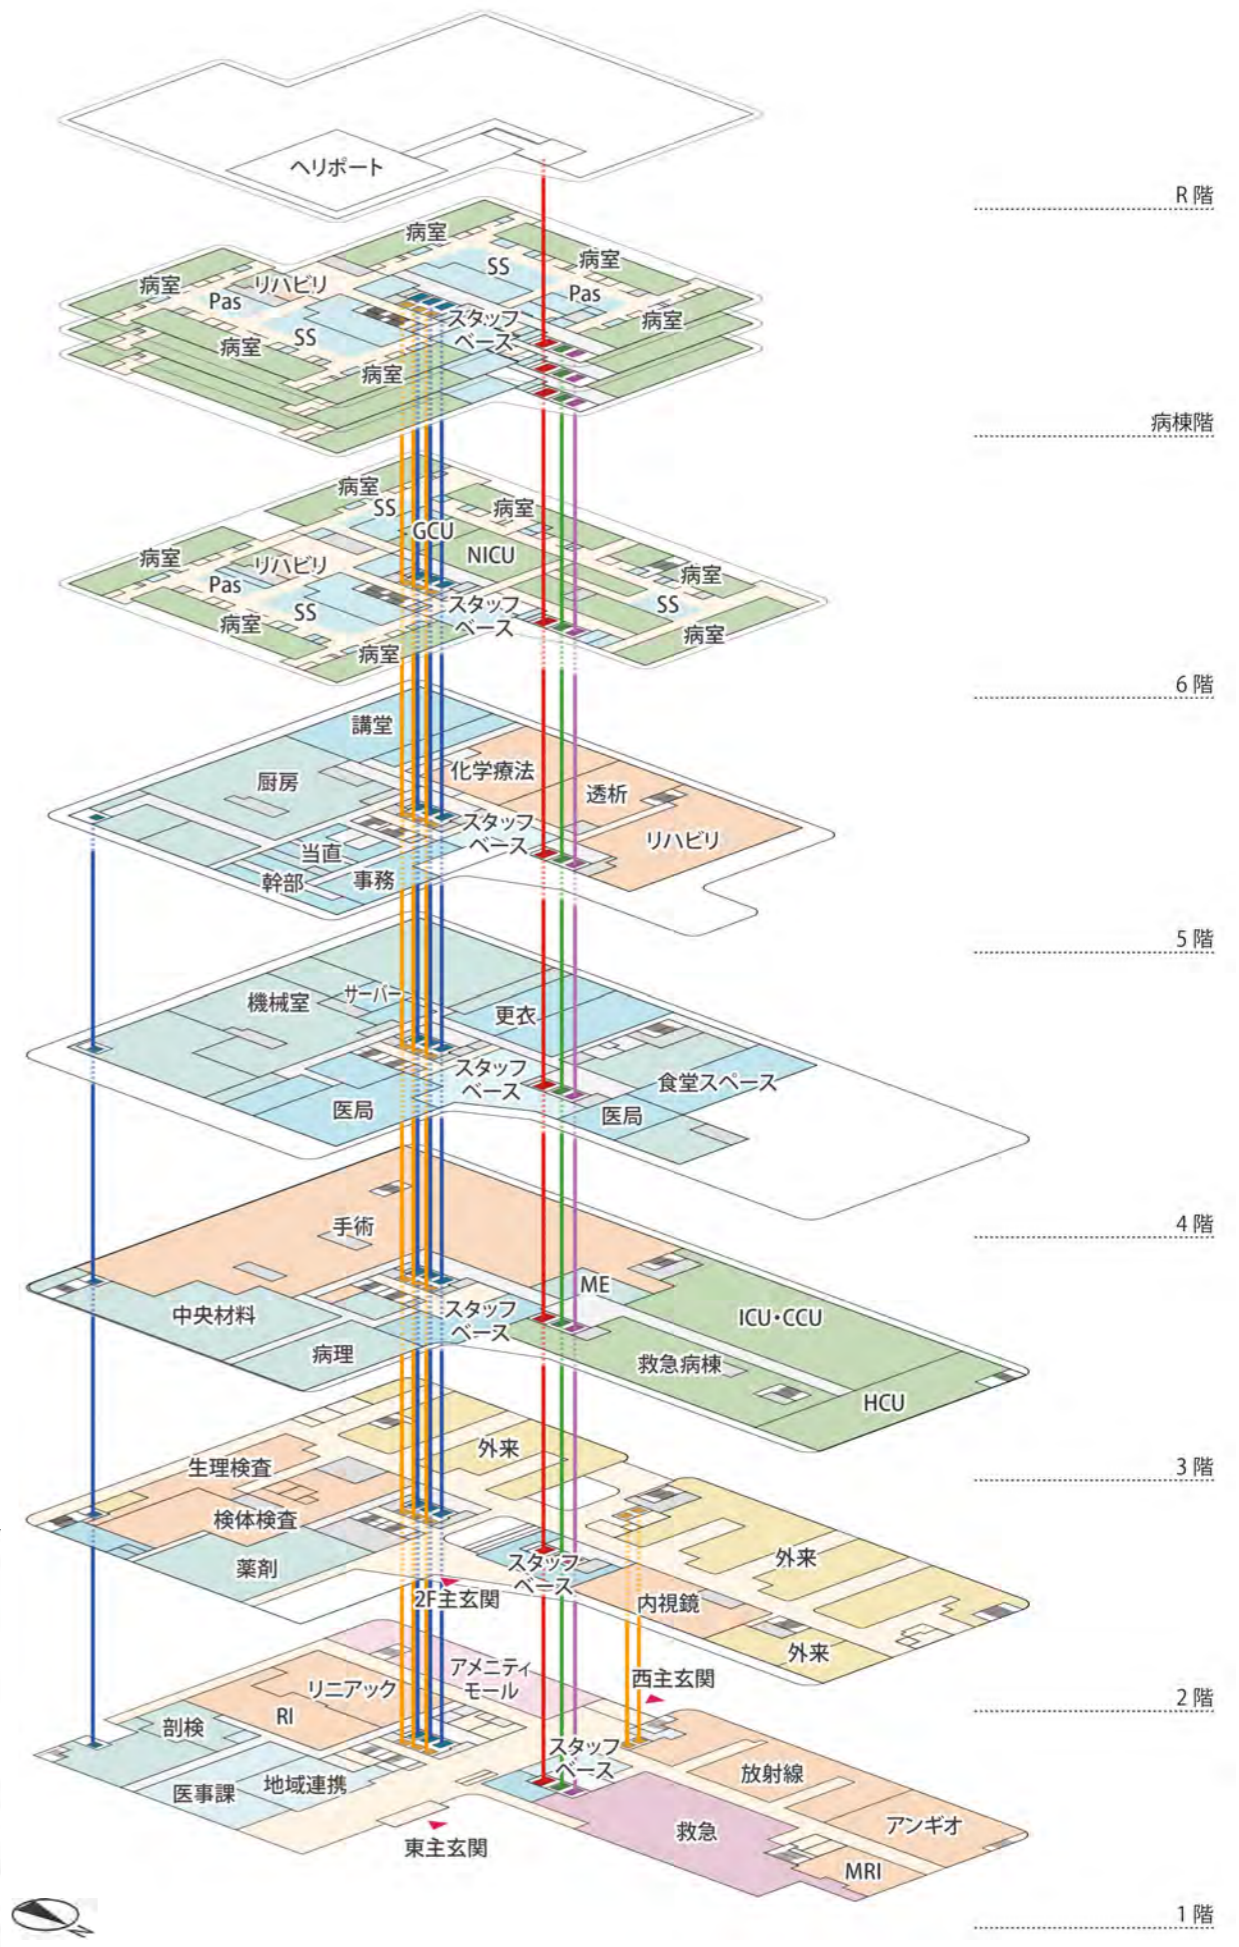 ヘリポート
R 階
病室
病室
SS
病室
リハビリ
Pas
Pas
病室
スタッフ
ベース
SS
病室
病室
病棟階
病室
SS
病室
GCU
NICU
病室
リハビリ
病室
Pas
SS
スタッフ
ベース
SS
病室
病室
病室
6 階
講堂
化学療法
厨房
透析
スタッフ
ベース
リハビリ
当直
幹部
事務
5 階
サーバー
機械室
更衣
スタッフ
ベース
食堂スペース
医局
医局
4 階
手術
ME
中央材料
スタッフ
ベース
ICU・CCU
病理
救急病棟
HCU
3 階
外来
生理検査
検体検査
薬剤
スタッフ
ベース
外来
2F主玄関
内視鏡
外来
2 階
アメニティ
モール
西主玄関
リニアック
RI
剖検
スタッフ
ベース
地域連携
医事課
放射線
救急
アンギオ
東主玄関
MRI
1 階
N